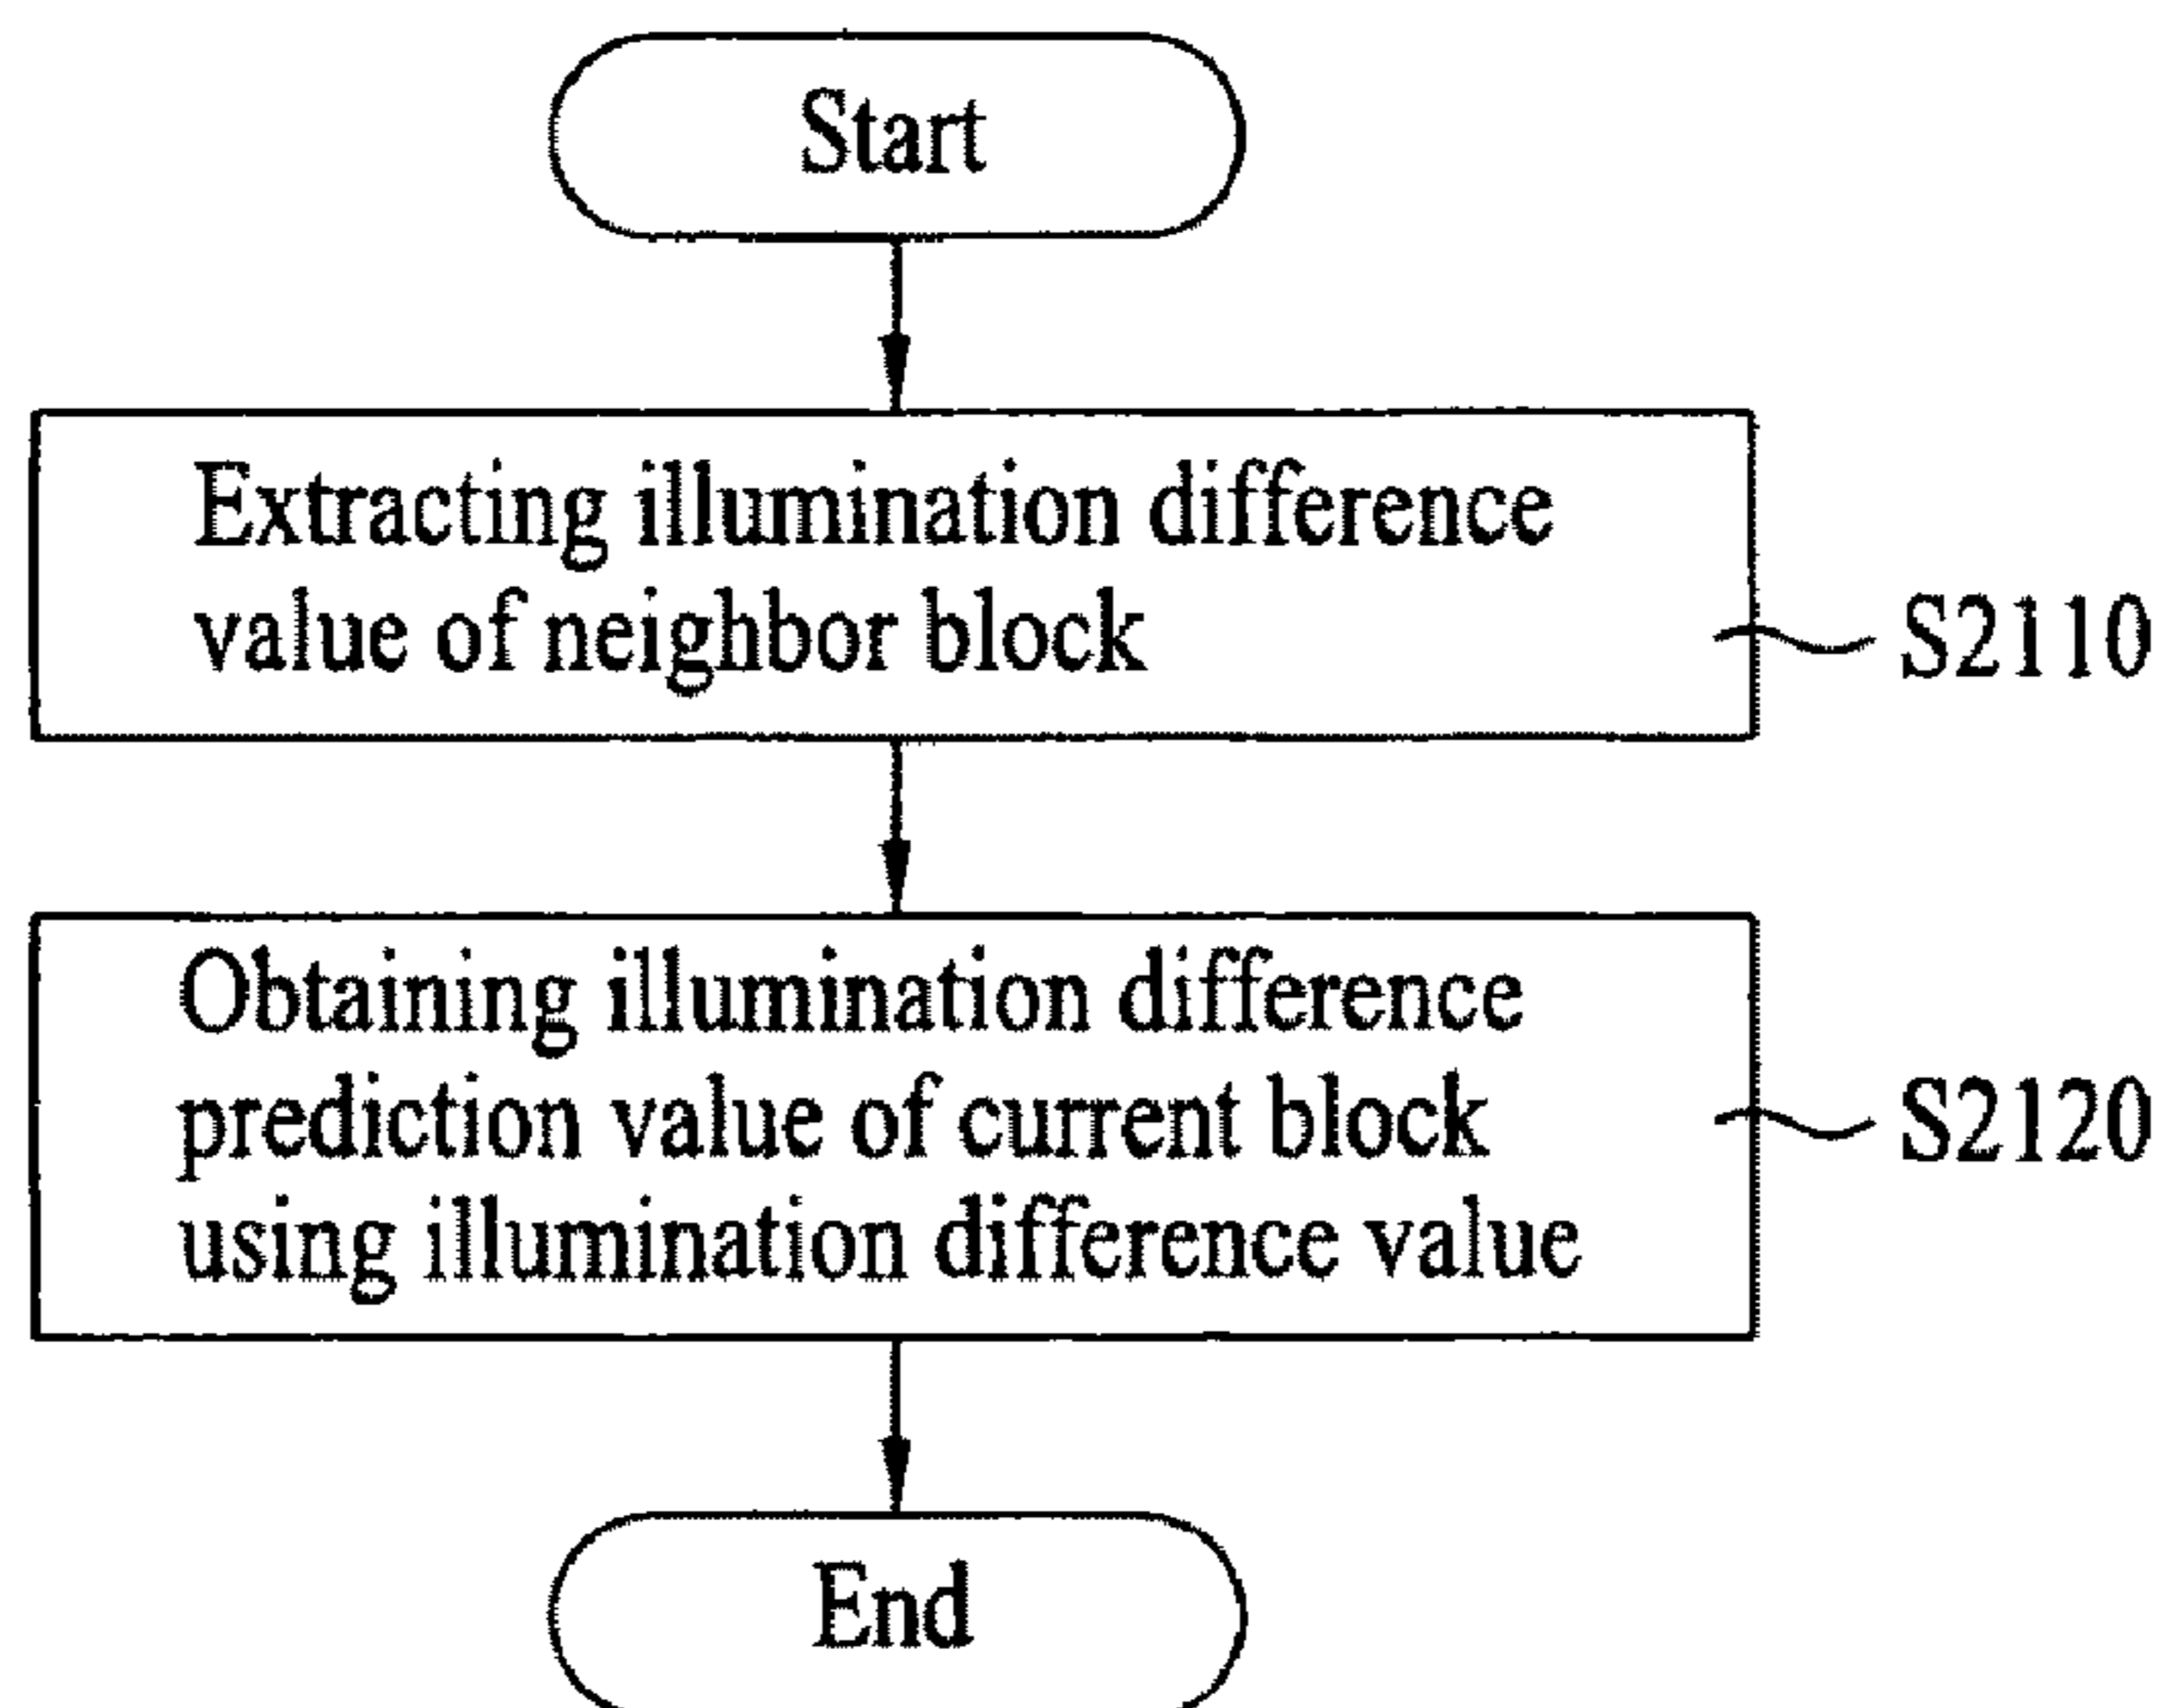 Start
Extracting illumination difference
value of neighbor block
S2110
Obtaining illumination difference
prediction value of current block
using illumination difference value
S2120
End